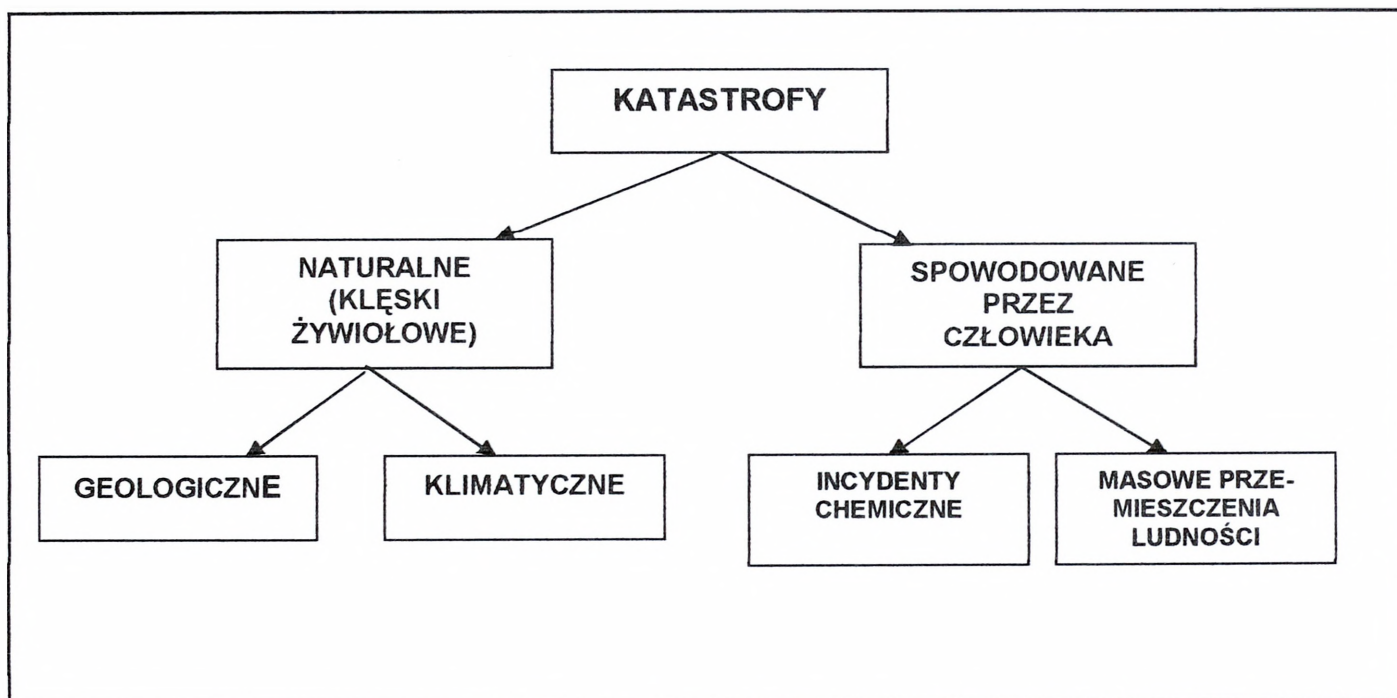 KATASTROFY
NATURALNE
(KLĘSKI
ŻYWIOŁOWE)
SPOWODOWANE
PRZEZ
CZŁOWIEKA
GEOLOGICZNE
KLIMATYCZNE
INCYDENTY
CHEMICZNE
MASOWE PRZE-
MIESZCZENIA
LUDNOŚCI